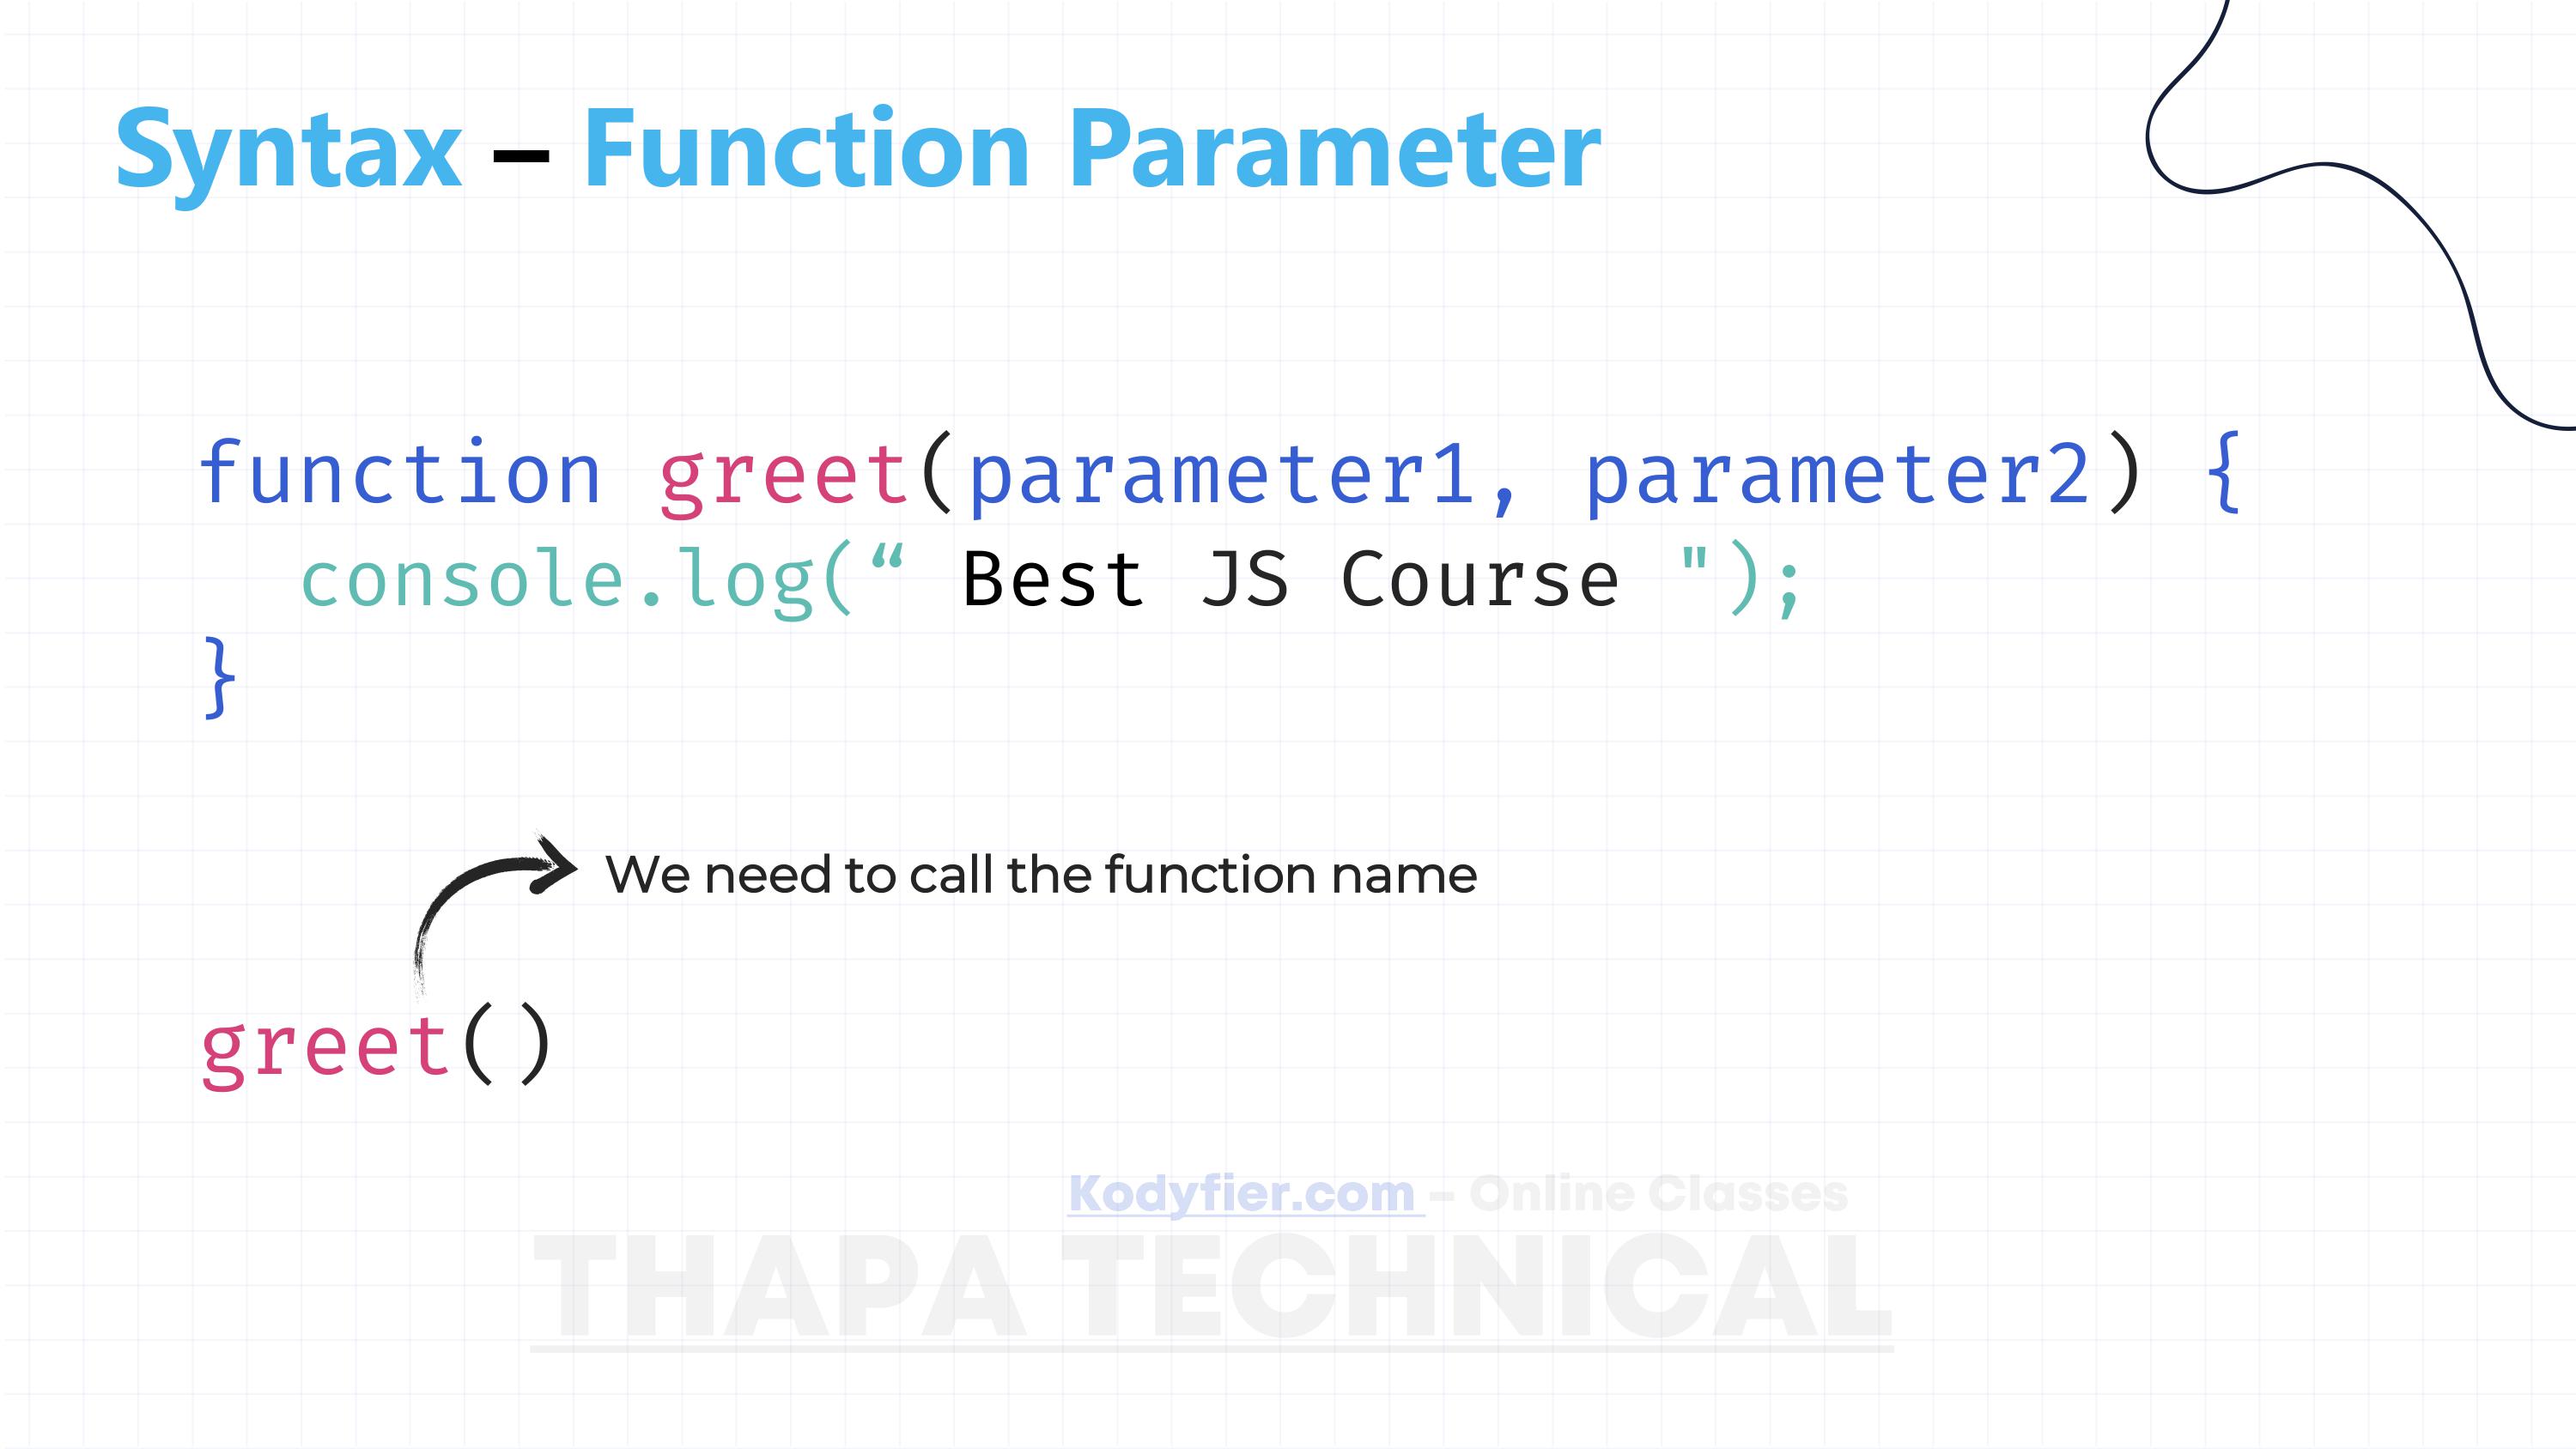 Syntax – Function Parameter
function greet(parameter1, parameter2) {
  console.log(“ Best JS Course ");
}
We need to call the function name
greet()
Kodyfier.com – Online Classes
THAPA TECHNICAL